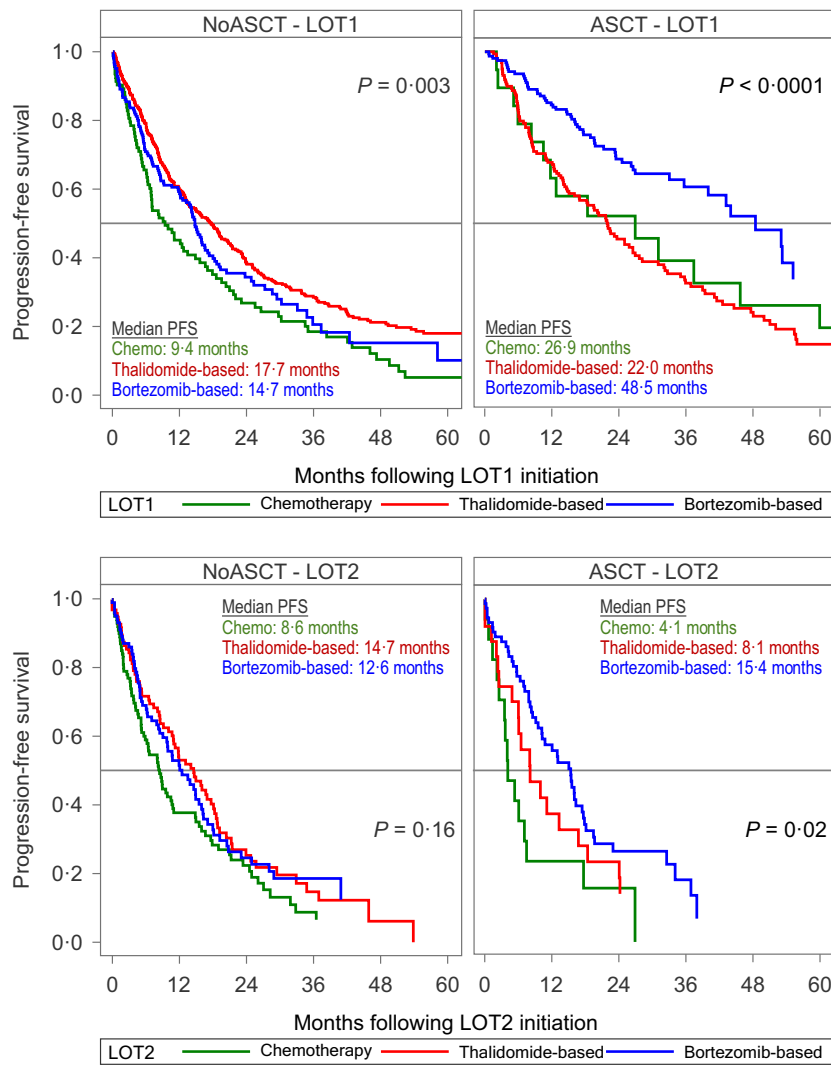 NoASCT - LOT1
ASCT - LOT1
Progression-free survival
1·0
0·8
0·6
0·4
0·2
0·0
P = 0·003
Median PFS
Chemo: 9·4 months
Thalidomide-based: 17·7 months
Bortezomib-based: 14·7 months
P < 0·0001
Median PFS
Chemo: 26·9 months
Thalidomide-based: 22·0 months
Bortezomib-based: 48·5 months
0 12 24 36 48 60
0 12 24 36 48 60
Months following LOT1 initiation
LOT1 Chemotherapy Thalidomide-based Bortezomib-based
NoASCT - LOT2
ASCT - LOT2
Progression-free survival
1·0
0·8
0·6
0·4
0·2
0·0
Median PFS
Chemo: 8·6 months
Thalidomide-based: 14·7 months
Bortezomib-based: 12·6 months
P = 0·16
Median PFS
Chemo: 4·1 months
Thalidomide-based: 8·1 months
Bortezomib-based: 15·4 months
P = 0·02
0 12 24 36 48 60
0 12 24 36 48 60
Months following LOT2 initiation
LOT2 Chemotherapy Thalidomide-based Bortezomib-based